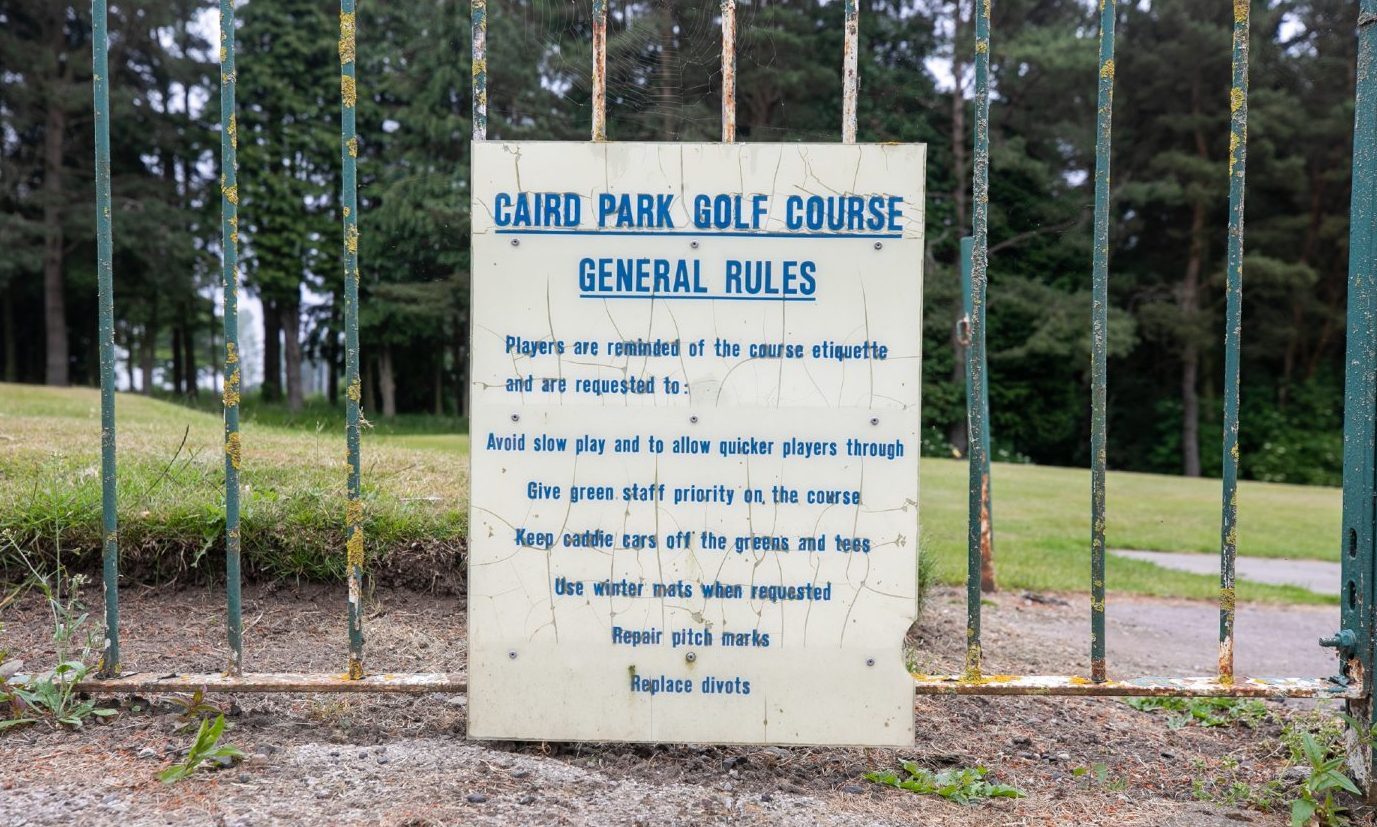 CAIRD PARK GOLF COURSE
GENERAL RULES
Players are reminded of the course etiquette
and are requested to:
Avoid slow play and to allow quicker players through
Give green staff priority on the course
Keep caddie cars off the greens and tees
Use winter mats when requested
Repair pitch marks
Replace divots